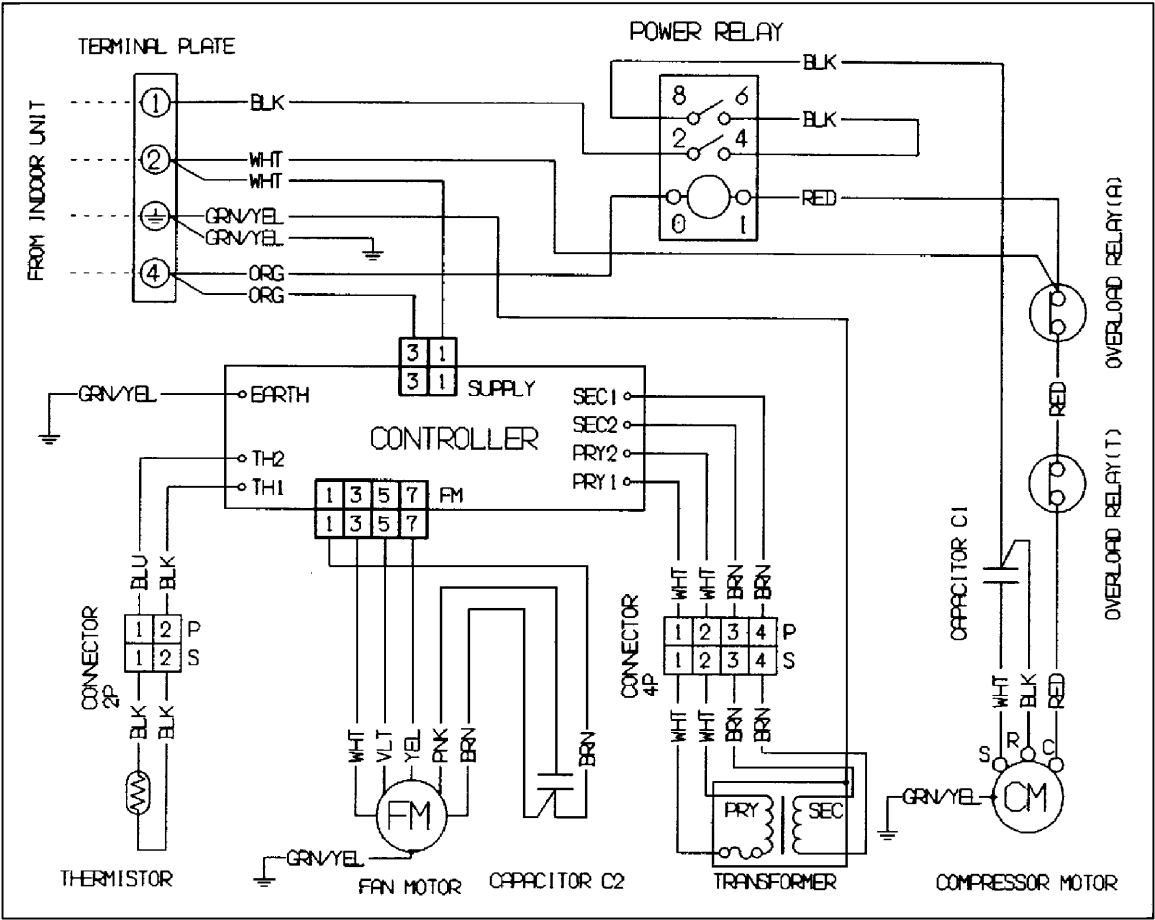 TERMINAL PLATE
POWER RELAY
FROM INDOOR UNIT
1
2
4
BLK
WHT
WHT
GRN/YEL
GRN/YEL
ORG
ORG
BLK
8 6
BLK
2 4
RED
0 1
OVERLOAD RELAY(A)
RED
OVERLOAD RELAY(T)
3 1
3 1
SUPPLY
GRN/YEL
EARTH
CONTROLLER
SEC1
SEC2
PRY2
PRY1
TH2
TH1
1 3 5 7 FM
1 3 5 7
BLU BLK
CONNECTOR 2P
1 2 P
1 2 S
BLK BLK
THERMISTOR
WHT VLT YEL PNK BRN
BRN
FM
GRN/YEL
FAN MOTOR
CAPACITOR C2
WHT WHT BRN BRN
CONNECTOR 4P
1 2 3 4 P
1 2 3 4 S
WHT WHT BRN BRN
PRY SEC
TRANSFORMER
CAPACITOR C1
WHT BLK RED
S R C
CM
GRN/YEL
COMPRESSOR MOTOR